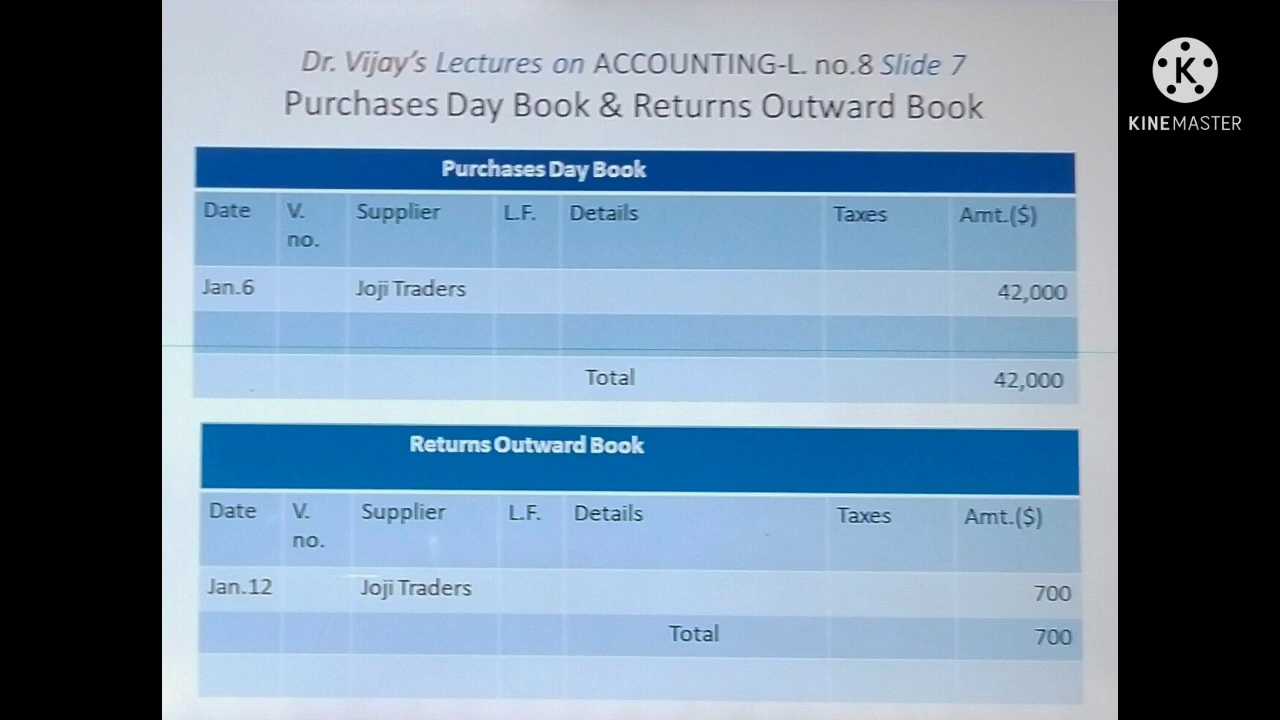 Dr. Vijay's Lectures on ACCOUNTING-L. no.8 Slide 7
Purchases Day Book & Returns Outward Book
KINEMASTER
Purchases Day Book
Date V. no. Supplier L.F. Details Taxes Amt.($)
Jan.6 Joji Traders 42,000
Total 42,000
Returns Outward Book
Date V. no. Supplier L.F. Details Taxes Amt.($)
Jan.12 Joji Traders 700
Total 700